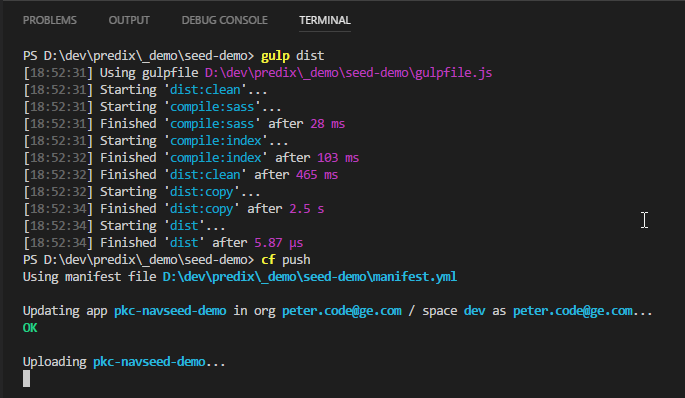 PROBLEMS OUTPUT DEBUG CONSOLE TERMINAL
PS D:\dev\predix\_demo\seed-demo> gulp dist
[18:52:31] Using gulpfile D:\dev\predix\_demo\seed-demo\gulpfile.js
[18:52:31] Starting 'dist:clean'...
[18:52:31] Starting 'compile:sass'...
[18:52:31] Finished 'compile:sass' after 28 ms
[18:52:31] Starting 'compile:index'...
[18:52:32] Finished 'compile:index' after 103 ms
[18:52:32] Finished 'dist:clean' after 465 ms
[18:52:32] Starting 'dist:copy'...
[18:52:34] Finished 'dist:copy' after 2.5 s
[18:52:34] Starting 'dist'...
[18:52:34] Finished 'dist' after 5.87 μs
PS D:\dev\predix\_demo\seed-demo> cf push
Using manifest file D:\dev\predix\_demo\seed-demo\manifest.yml
Updating app pkc-navseed-demo in org peter.code@ge.com / space dev as peter.code@ge.com...
OK
Uploading pkc-navseed-demo...